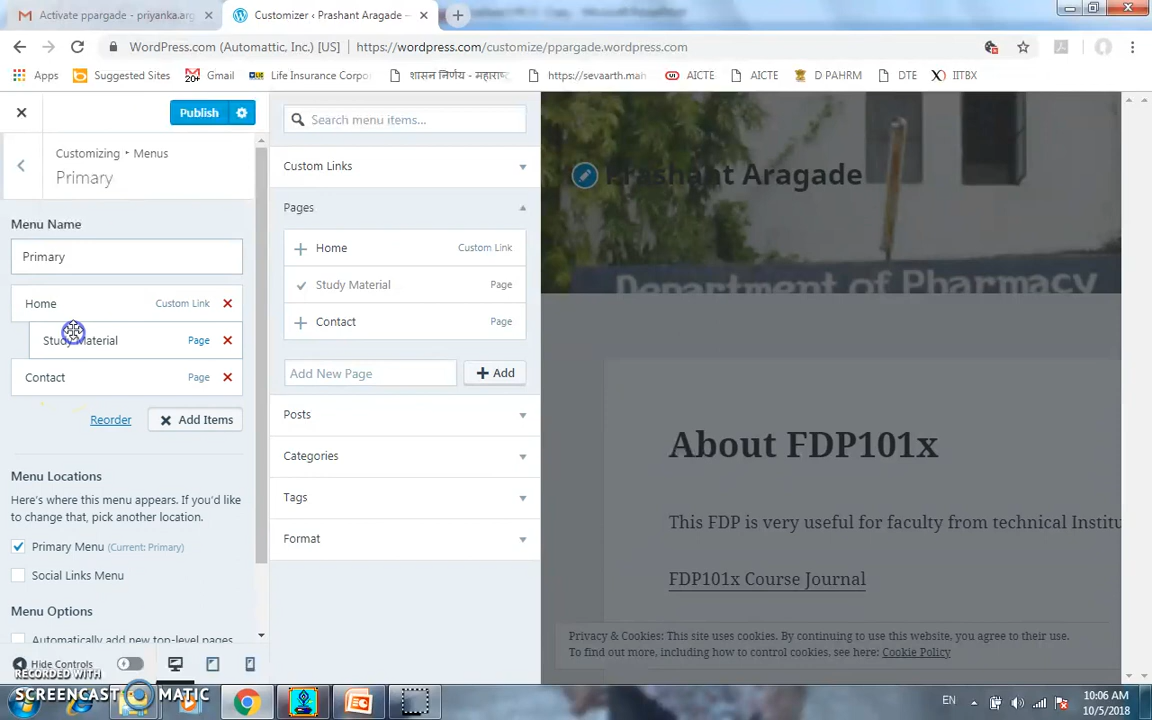 Activate ppargade - priyanka.arg
Customizer ‹ Prashant Aragade —
WordPress.com (Automattic, Inc.) [US]
https://wordpress.com/customize/ppargade.wordpress.com
Apps
Suggested Sites
20+
Gmail
Life Insurance Corpo
शासन निर्णय - महाराष्ट्र
https://sevaarth.mah
UI
AICTE
AICTE
D PAHRM
DTE
IITBX
Publish
Customizing ‣ Menus
Primary
Menu Name
Primary
Home
Custom Link
Study Material
Page
Contact
Page
Reorder
Add Items
Menu Locations
Here's where this menu appears. If you'd like
to change that, pick another location.
Primary Menu (Current: Primary)
Social Links Menu
Menu Options
Automatically add new top-level pages
Hide Controls
Search menu items...
Custom Links
Pages
Home
Custom Link
Study Material
Page
Contact
Page
Add New Page
Add
Posts
Categories
Tags
Format
Prashant Aragade
Department of Pharmacy
About FDP101x
This FDP is very useful for faculty from technical Institu
FDP101x Course Journal
Privacy & Cookies: This site uses cookies. By continuing to use this website, you agree to their use.
To find out more, including how to control cookies, see here: Cookie Policy
RECORDED WITH
SCREENCAST MATIC
EN
10:06 AM
10/5/2018